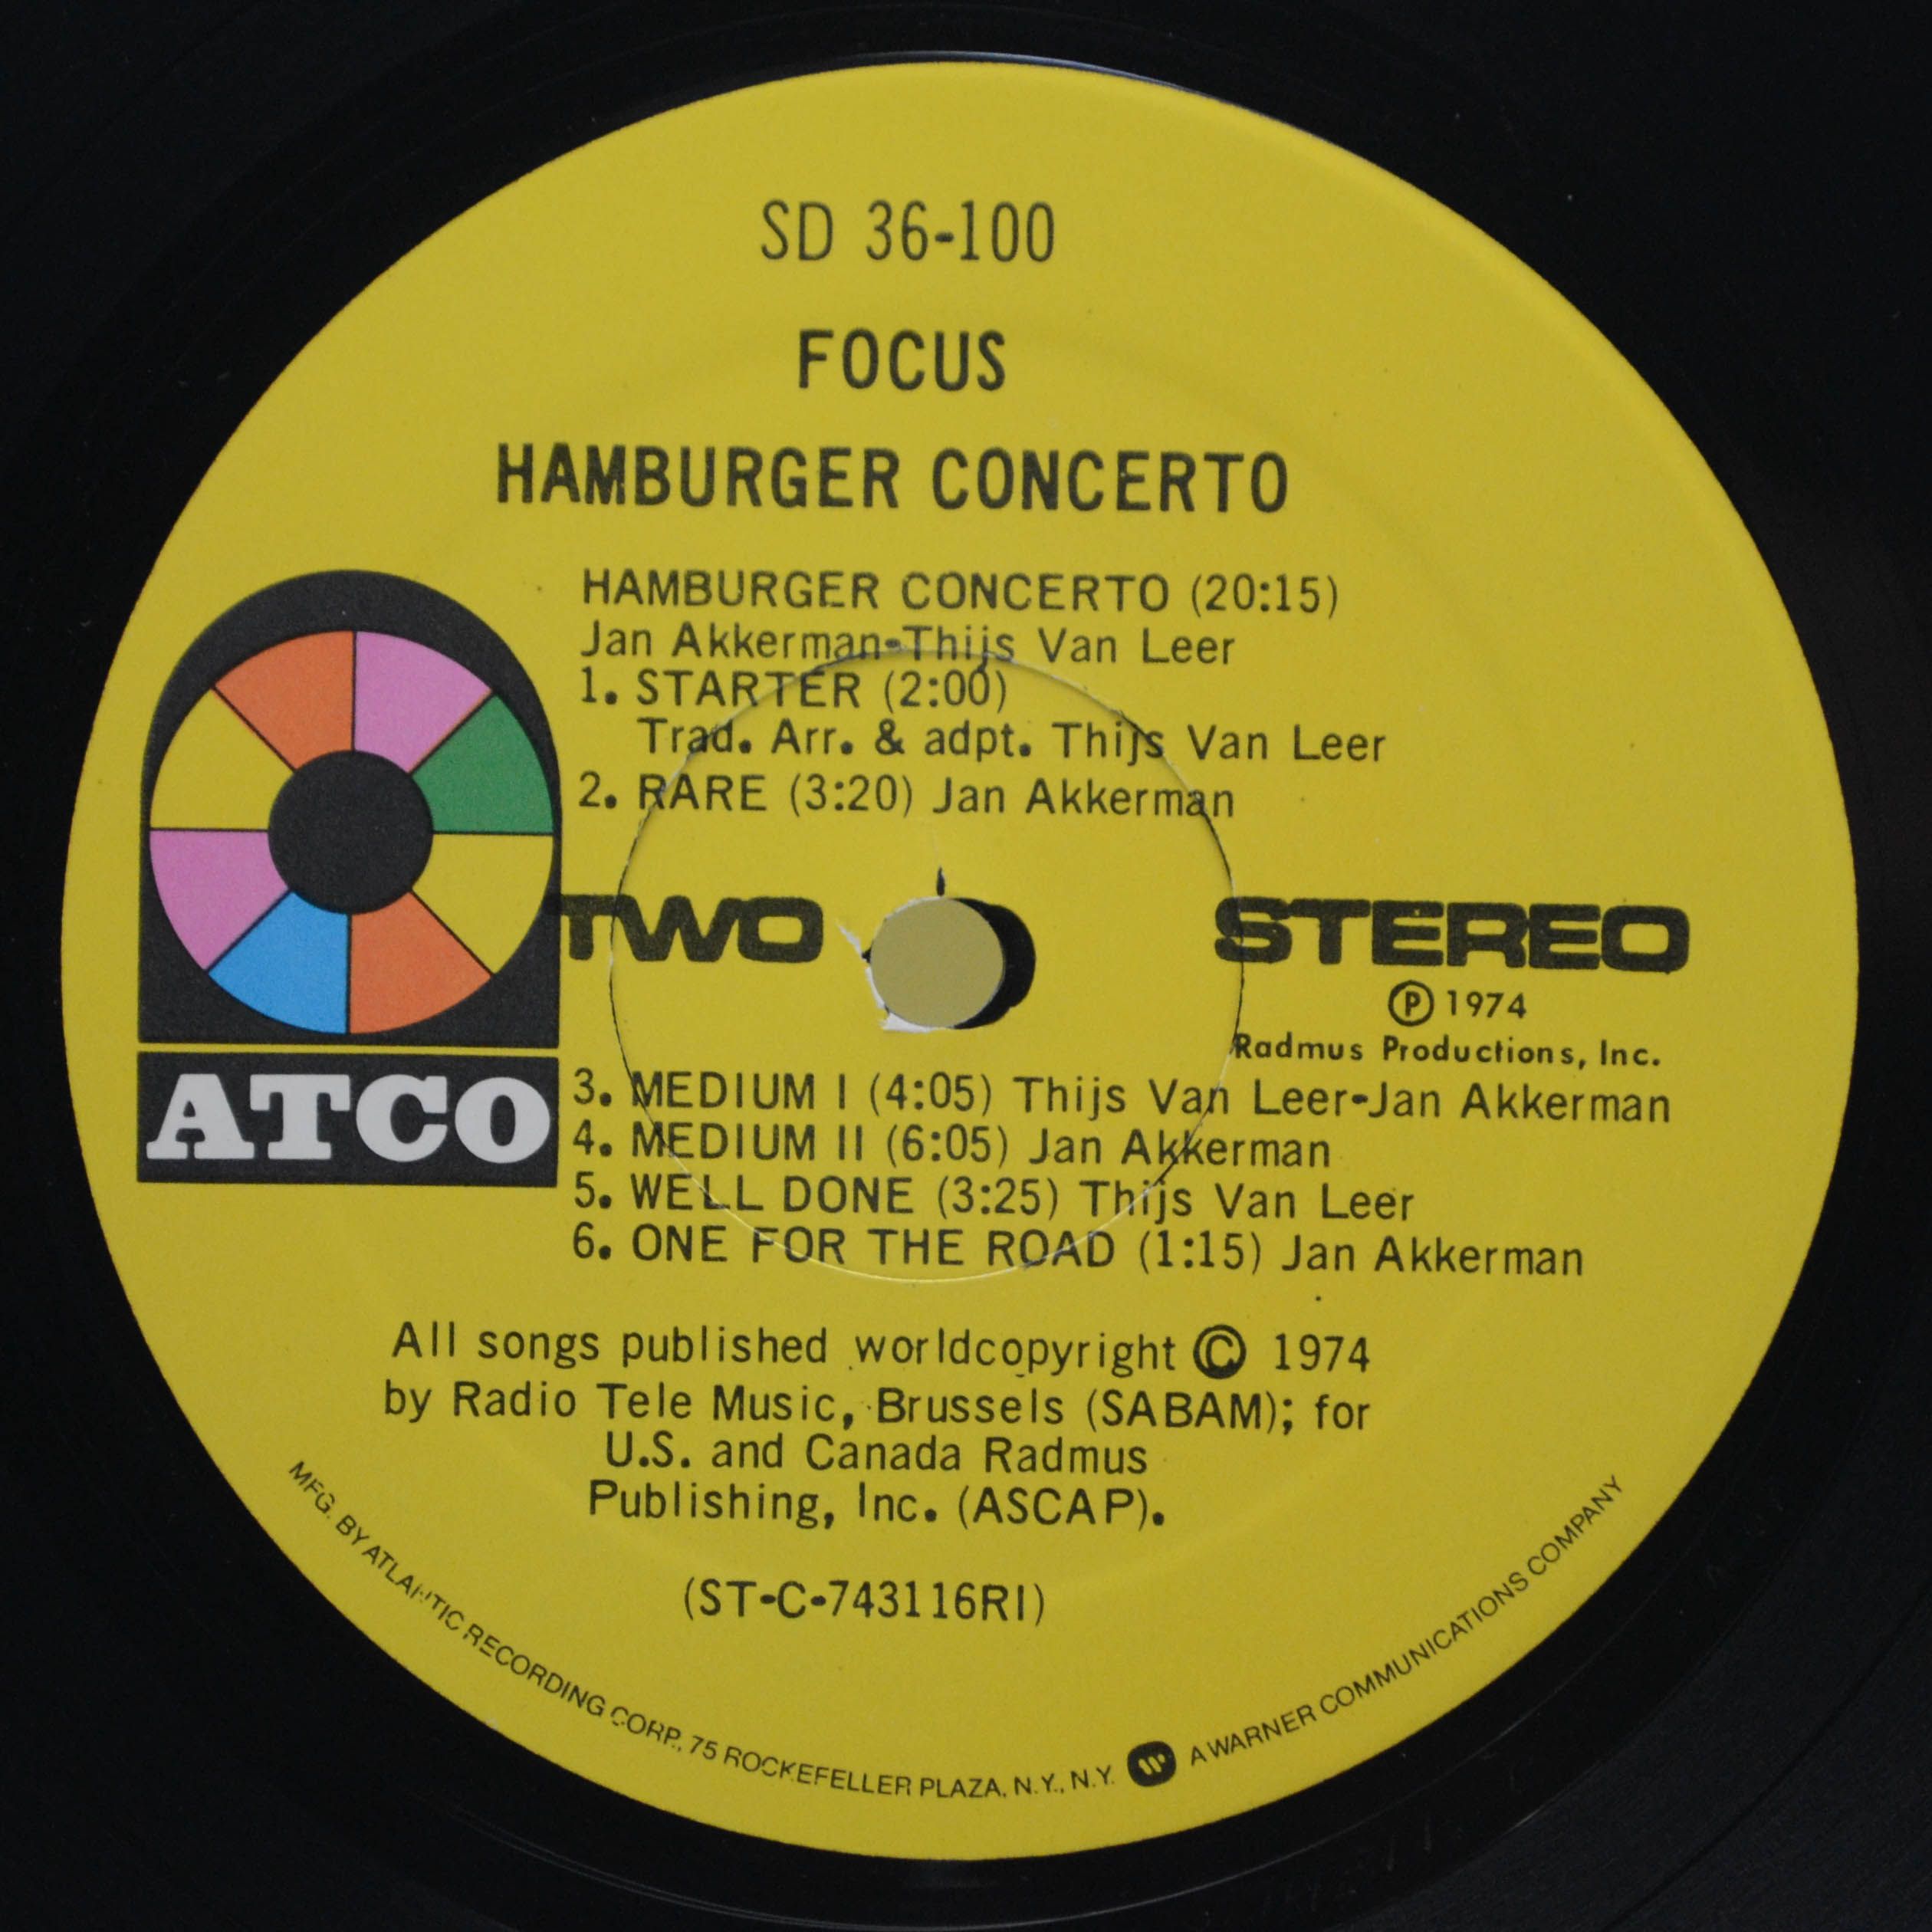 SD 36-100
FOCUS
HAMBURGER CONCERTO
HAMBURGER CONCERTO (20:15)
Jan Akkerman-Thijs Van Leer
1. STARTER (2:00)
Trad. Arr. & adpt. Thijs Van Leer
2. RARE (3:20) Jan Akkerman
TWO STEREO
Ⓟ 1974
Radmus Productions, Inc.
ATCO
3. MEDIUM I (4:05) Thijs Van Leer-Jan Akkerman
4. MEDIUM II (6:05) Jan Akkerman
5. WELL DONE (3:25) Thijs Van Leer
6. ONE FOR THE ROAD (1:15) Jan Akkerman
All songs published worldcopyright © 1974
by Radio Tele Music, Brussels (SABAM); for
U.S. and Canada Radmus
Publishing, Inc. (ASCAP).
(ST-C-743116RI)
MFG. BY ATLANTIC RECORDING CORP., 75 ROCKEFELLER PLAZA, N.Y., N.Y. W A WARNER COMMUNICATIONS COMPANY